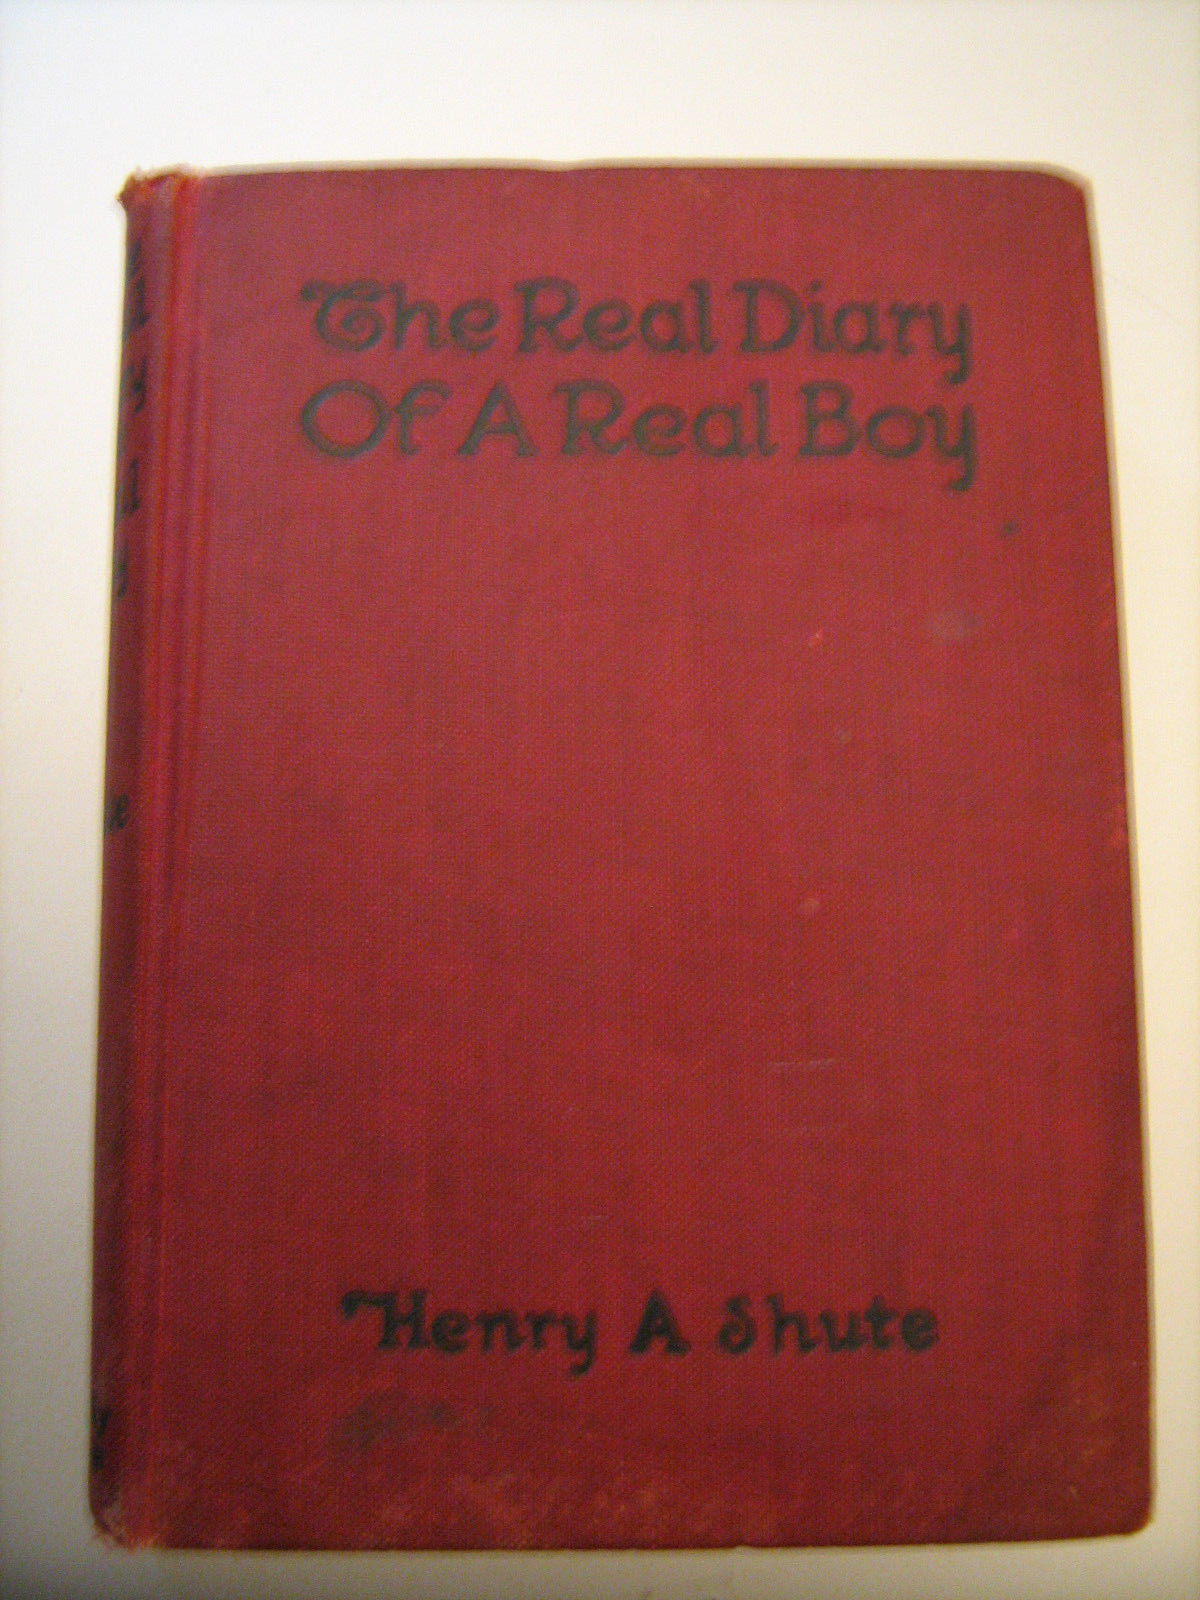 The Real Diary
Of A Real Boy
Henry A Shute